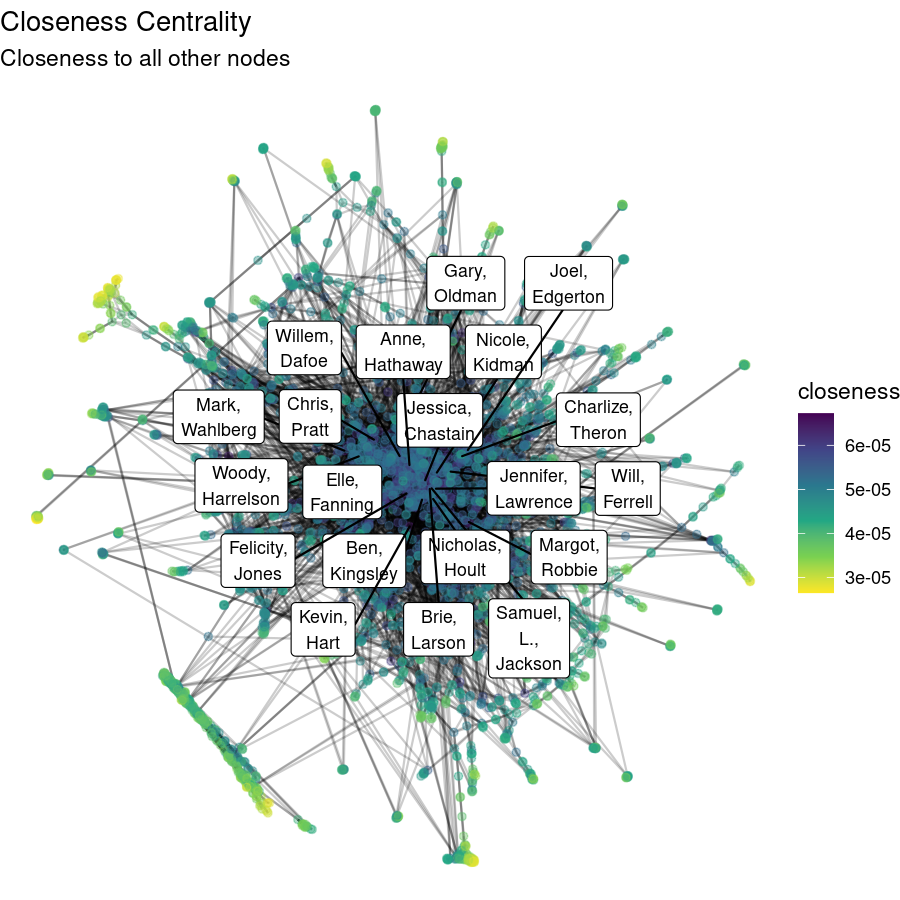 Closeness Centrality
Closeness to all other nodes
Gary,
Oldman
Joel,
Edgerton
Willem,
Dafoe
Anne,
Hathaway
Nicole,
Kidman
Mark,
Wahlberg
Chris,
Pratt
Jessica,
Chastain
Charlize,
Theron
Woody,
Harrelson
Elle,
Fanning
Jennifer,
Lawrence
Will,
Ferrell
Felicity,
Jones
Ben,
Kingsley
Nicholas,
Hoult
Margot,
Robbie
Kevin,
Hart
Brie,
Larson
Samuel,
L.,
Jackson
closeness
6e-05
5e-05
4e-05
3e-05